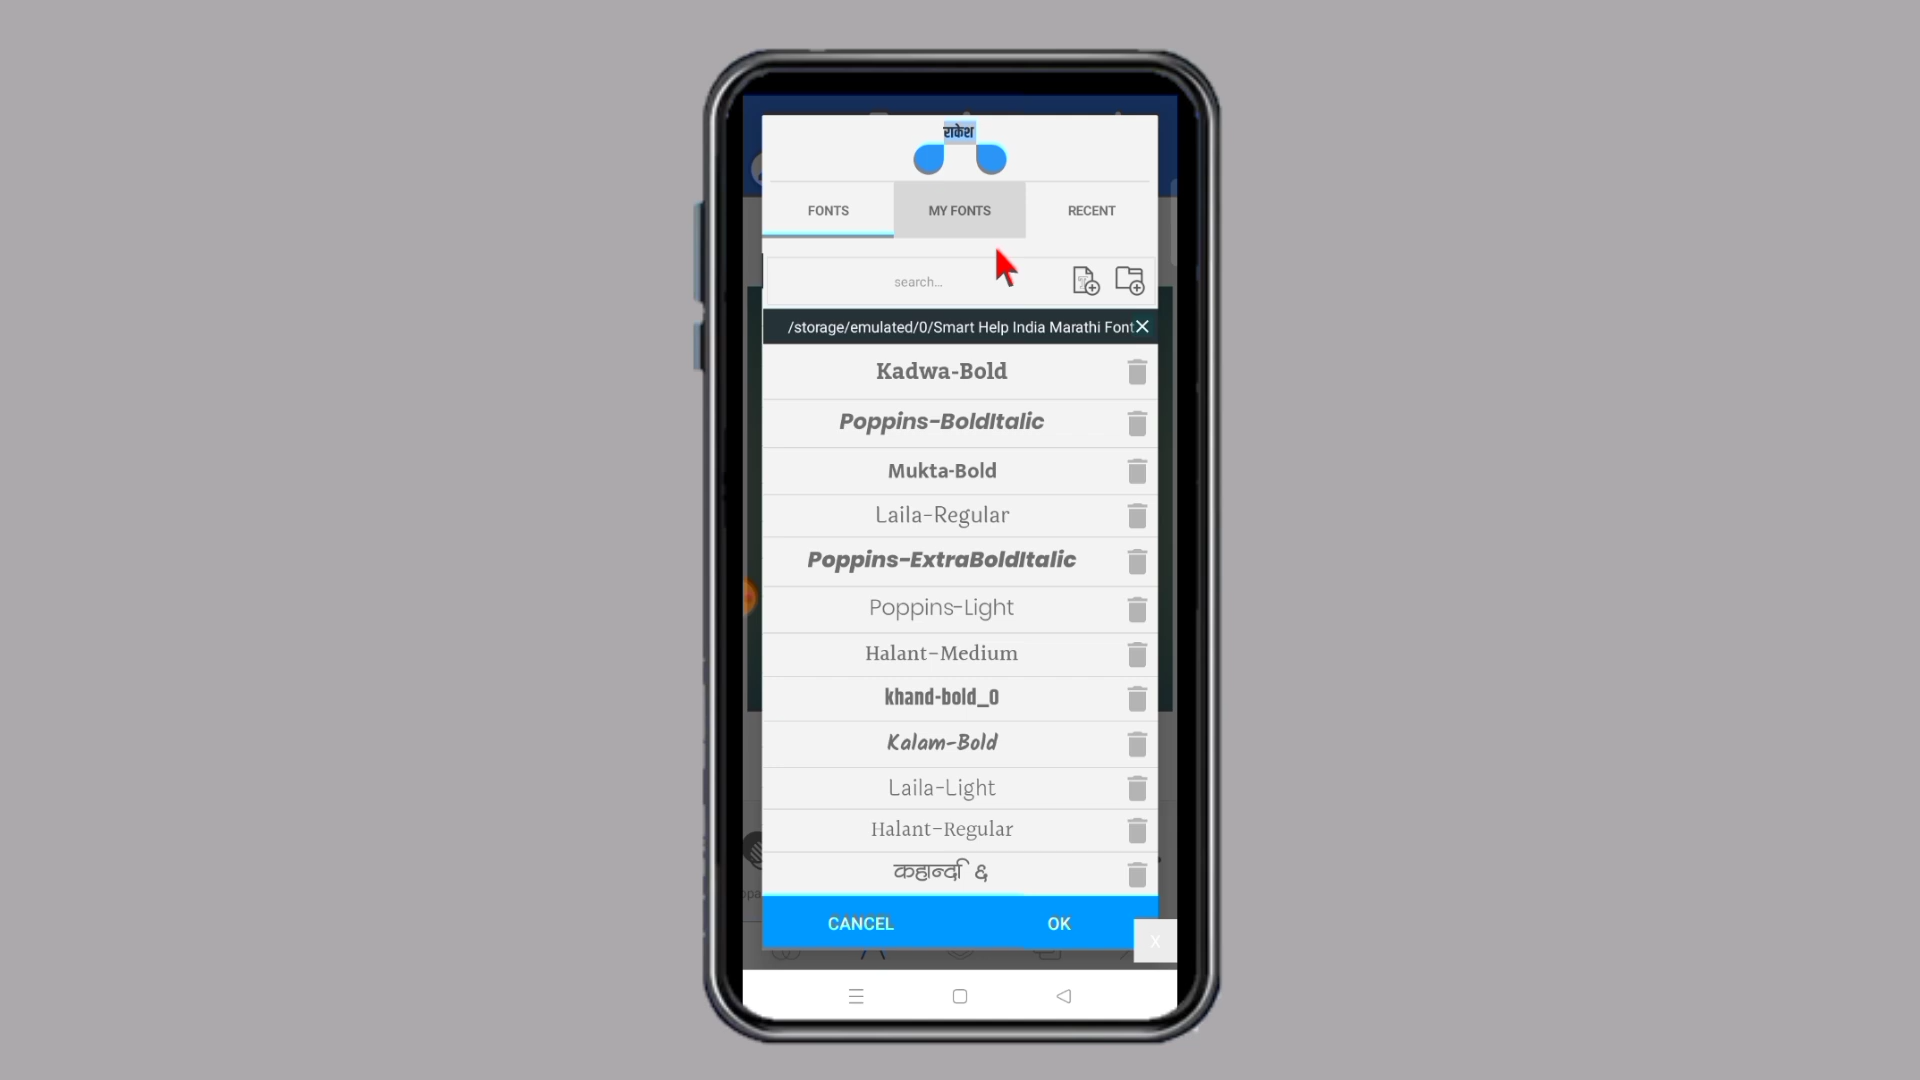 राकेश
FONTS MY FONTS RECENT
search...
/storage/emulated/0/Smart Help India Marathi Font
Kadwa-Bold
Poppins-BoldItalic
Mukta-Bold
Laila-Regular
Poppins-ExtraBoldItalic
Poppins-Light
Halant-Medium
khand-bold_0
Kalam-Bold
Laila-Light
Halant-Regular
CANCEL OK
X